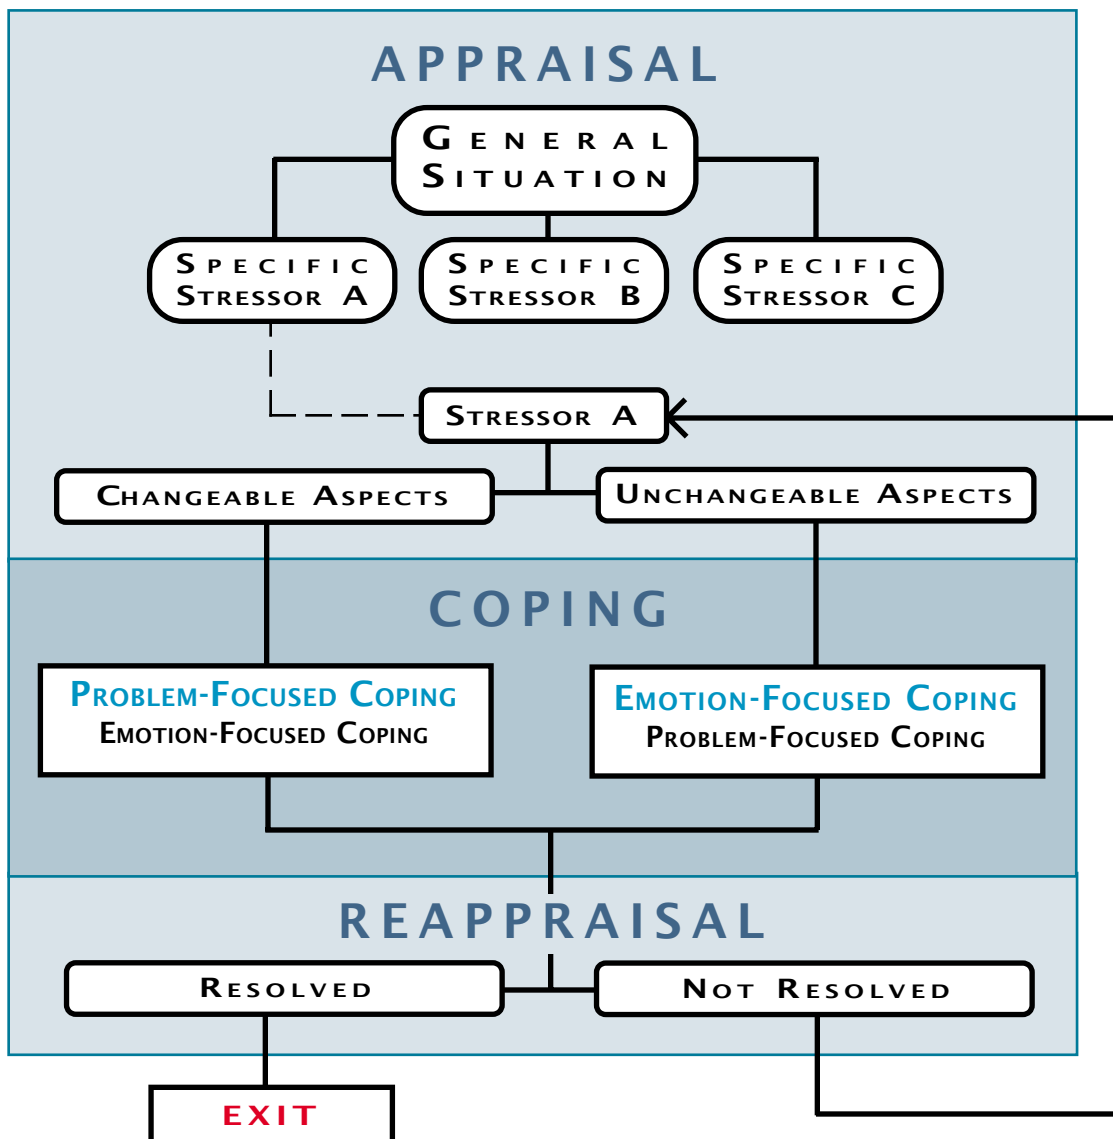 APPRAISAL
GENERAL
SITUATION
SPECIFIC
STRESSOR A
SPECIFIC
STRESSOR B
SPECIFIC
STRESSOR C
STRESSOR A
CHANGEABLE ASPECTS
UNCHANGEABLE ASPECTS
COPING
PROBLEM-FOCUSED COPING
EMOTION-FOCUSED COPING
EMOTION-FOCUSED COPING
PROBLEM-FOCUSED COPING
REAPPRAISAL
RESOLVED
NOT RESOLVED
EXIT